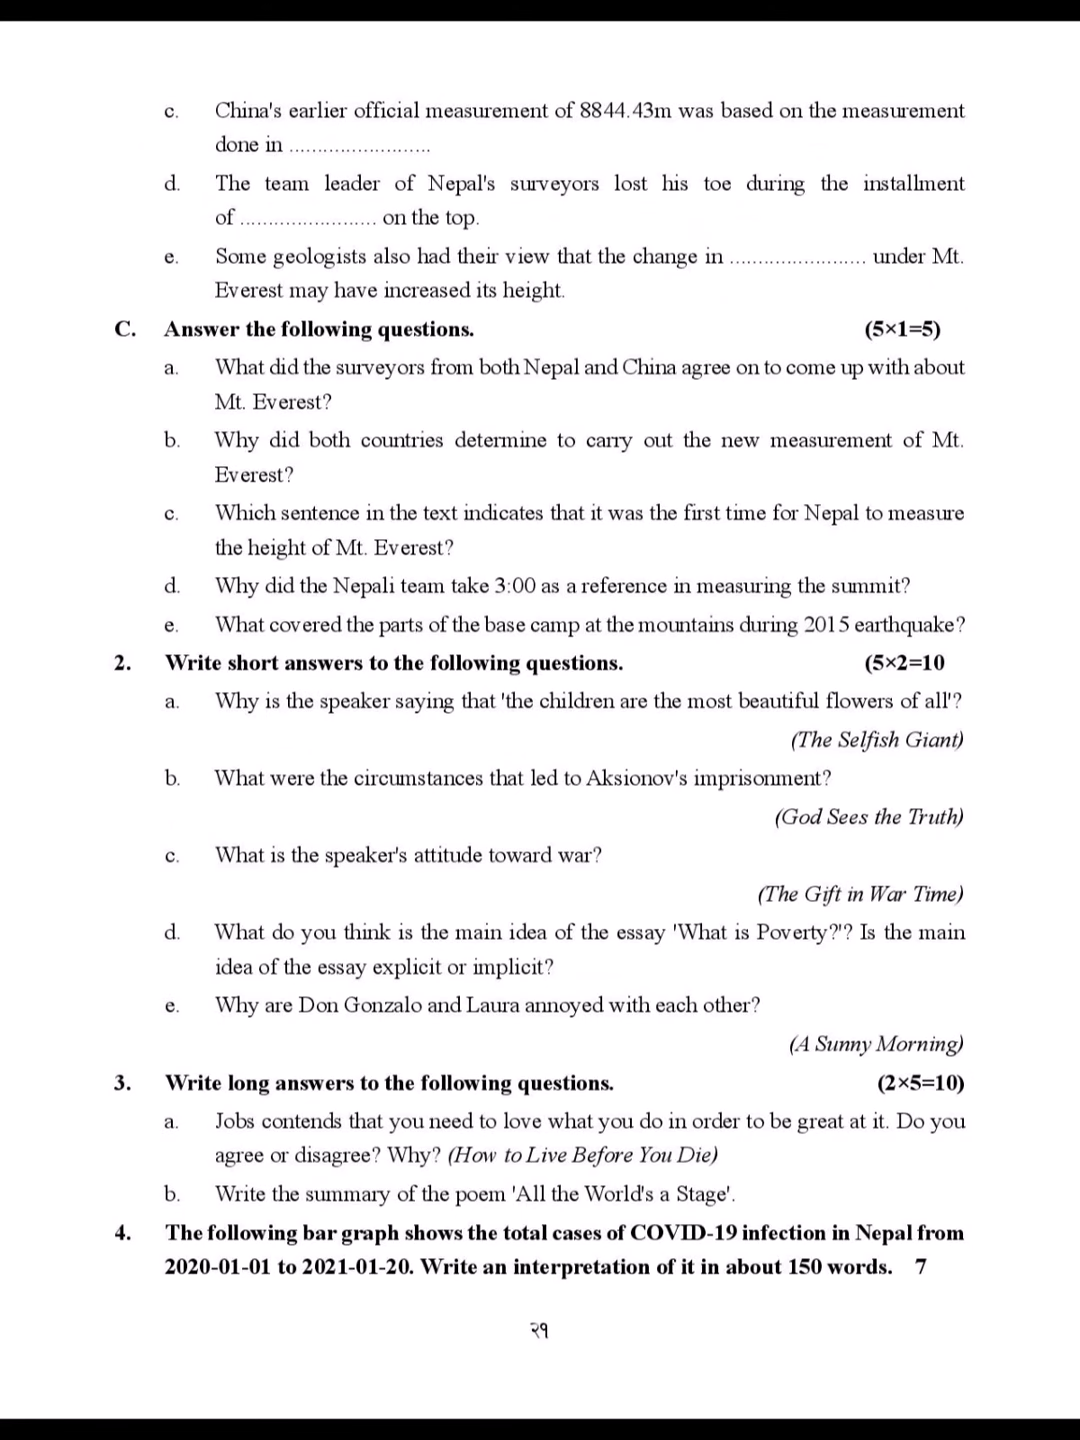 c. China's earlier official measurement of 8844.43m was based on the measurement
done in ........................
d. The team leader of Nepal's surveyors lost his toe during the installment
of ........................ on the top.
e. Some geologists also had their view that the change in ........................ under Mt.
Everest may have increased its height.
C. Answer the following questions. (5×1=5)
a. What did the surveyors from both Nepal and China agree on to come up with about
Mt. Everest?
b. Why did both countries determine to carry out the new measurement of Mt.
Everest?
c. Which sentence in the text indicates that it was the first time for Nepal to measure
the height of Mt. Everest?
d. Why did the Nepali team take 3:00 as a reference in measuring the summit?
e. What covered the parts of the base camp at the mountains during 2015 earthquake?
2. Write short answers to the following questions. (5×2=10
a. Why is the speaker saying that 'the children are the most beautiful flowers of all'?
(The Selfish Giant)
b. What were the circumstances that led to Aksionov's imprisonment?
(God Sees the Truth)
c. What is the speaker's attitude toward war?
(The Gift in War Time)
d. What do you think is the main idea of the essay 'What is Poverty?'? Is the main
idea of the essay explicit or implicit?
e. Why are Don Gonzalo and Laura annoyed with each other?
(A Sunny Morning)
3. Write long answers to the following questions. (2×5=10)
a. Jobs contends that you need to love what you do in order to be great at it. Do you
agree or disagree? Why? (How to Live Before You Die)
b. Write the summary of the poem 'All the World's a Stage'.
4. The following bar graph shows the total cases of COVID-19 infection in Nepal from
2020-01-01 to 2021-01-20. Write an interpretation of it in about 150 words. 7
२१